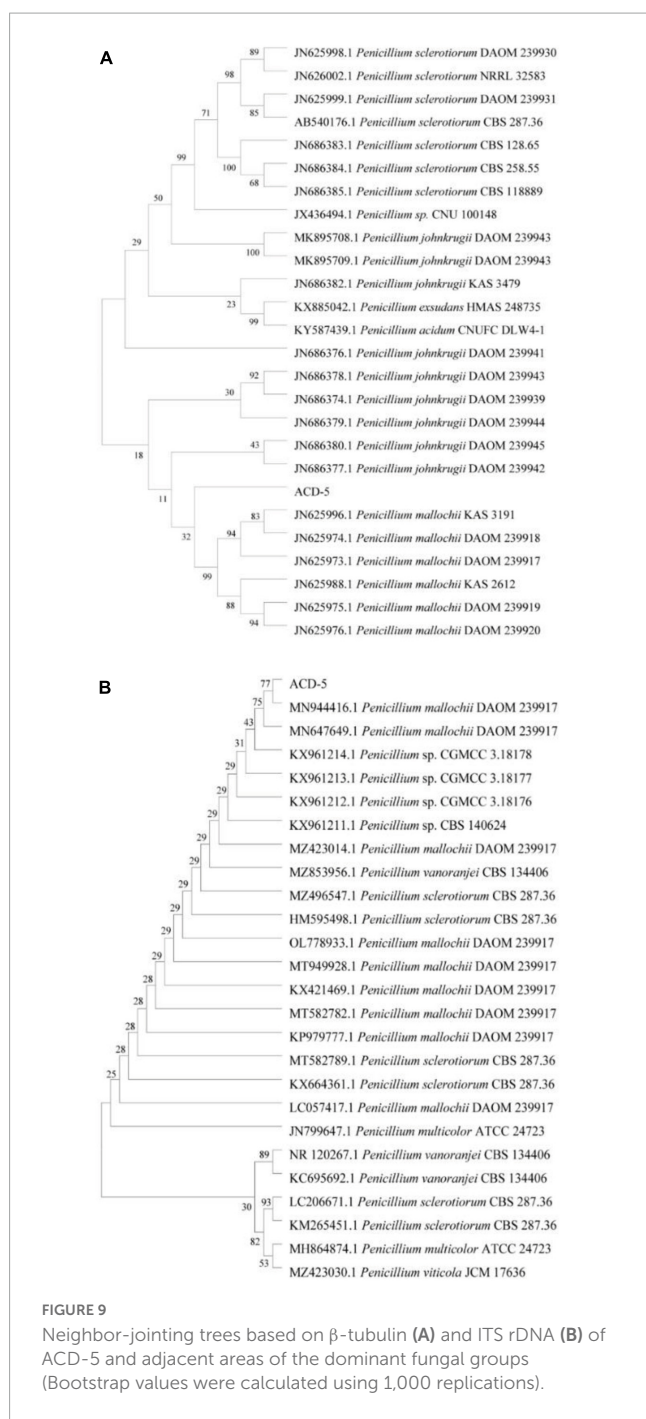 A
89
JN625998.1 Penicillium sclerotiorum DAOM 239930
98
JN626002.1 Penicillium sclerotiorum NRRL 32583
JN625999.1 Penicillium sclerotiorum DAOM 239931
71
85
AB540176.1 Penicillium sclerotiorum CBS 287.36
JN686383.1 Penicillium sclerotiorum CBS 128.65
99
100
JN686384.1 Penicillium sclerotiorum CBS 258.55
68
JN686385.1 Penicillium sclerotiorum CBS 118889
50
JX436494.1 Penicillium sp. CNU 100148
MK895708.1 Penicillium johnkrugii DAOM 239943
29
100
MK895709.1 Penicillium johnkrugii DAOM 239943
JN686382.1 Penicillium johnkrugii KAS 3479
23
KX885042.1 Penicillium exsudans HMAS 248735
99
KY587439.1 Penicillium acidum CNUFC DLW4-1
JN686376.1 Penicillium johnkrugii DAOM 239941
92
JN686378.1 Penicillium johnkrugii DAOM 239943
30
JN686374.1 Penicillium johnkrugii DAOM 239939
JN686379.1 Penicillium johnkrugii DAOM 239944
43
JN686380.1 Penicillium johnkrugii DAOM 239945
18
JN686377.1 Penicillium johnkrugii DAOM 239942
11
ACD-5
83
JN625996.1 Penicillium mallochii KAS 3191
32
94
JN625974.1 Penicillium mallochii DAOM 239918
JN625973.1 Penicillium mallochii DAOM 239917
99
JN625988.1 Penicillium mallochii KAS 2612
88
JN625975.1 Penicillium mallochii DAOM 239919
94
JN625976.1 Penicillium mallochii DAOM 239920
B
77
ACD-5
75
MN944416.1 Penicillium mallochii DAOM 239917
43
MN647649.1 Penicillium mallochii DAOM 239917
31
KX961214.1 Penicillium sp. CGMCC 3.18178
29
KX961213.1 Penicillium sp. CGMCC 3.18177
29
KX961212.1 Penicillium sp. CGMCC 3.18176
29
KX961211.1 Penicillium sp. CBS 140624
29
MZ423014.1 Penicillium mallochii DAOM 239917
29
MZ853956.1 Penicillium vanoranjei CBS 134406
29
MZ496547.1 Penicillium sclerotiorum CBS 287.36
29
HM595498.1 Penicillium sclerotiorum CBS 287.36
29
OL778933.1 Penicillium mallochii DAOM 239917
28
MT949928.1 Penicillium mallochii DAOM 239917
28
KX421469.1 Penicillium mallochii DAOM 239917
28
MT582782.1 Penicillium mallochii DAOM 239917
28
KP979777.1 Penicillium mallochii DAOM 239917
25
MT582789.1 Penicillium sclerotiorum CBS 287.36
KX664361.1 Penicillium sclerotiorum CBS 287.36
LC057417.1 Penicillium mallochii DAOM 239917
JN799647.1 Penicillium multicolor ATCC 24723
89
NR 120267.1 Penicillium vanoranjei CBS 134406
KC695692.1 Penicillium vanoranjei CBS 134406
30
93
LC206671.1 Penicillium sclerotiorum CBS 287.36
KM265451.1 Penicillium sclerotiorum CBS 287.36
82
MH864874.1 Penicillium multicolor ATCC 24723
53
MZ423030.1 Penicillium viticola JCM 17636
FIGURE 9
Neighbor-jointing trees based on β-tubulin (A) and ITS rDNA (B) of
ACD-5 and adjacent areas of the dominant fungal groups
(Bootstrap values were calculated using 1,000 replications).